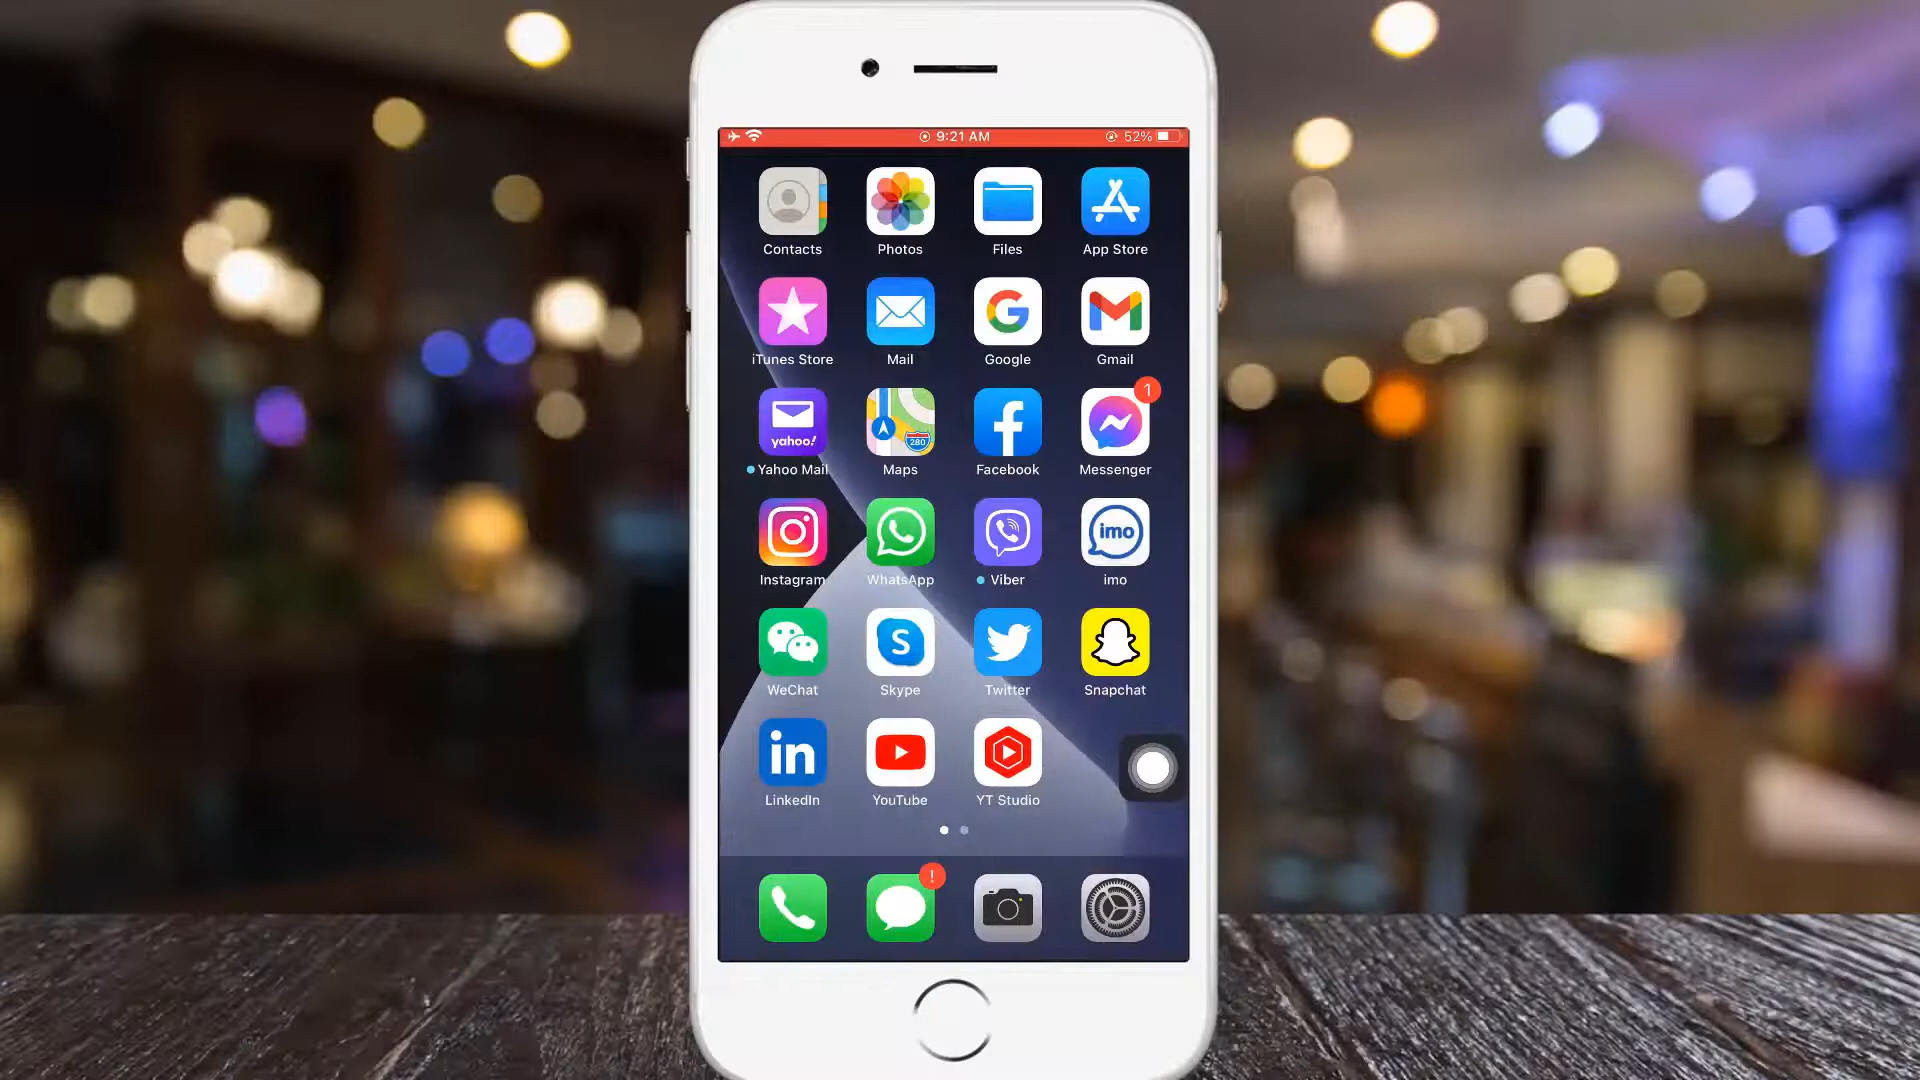 9:21 AM
52%
Contacts
Photos
Files
App Store
iTunes Store
Mail
Google
Gmail
yahoo!
280
1
Yahoo Mail
Maps
Facebook
Messenger
imo
Instagram
WhatsApp
Viber
imo
S
WeChat
Skype
Twitter
Snapchat
in
LinkedIn
YouTube
YT Studio
!